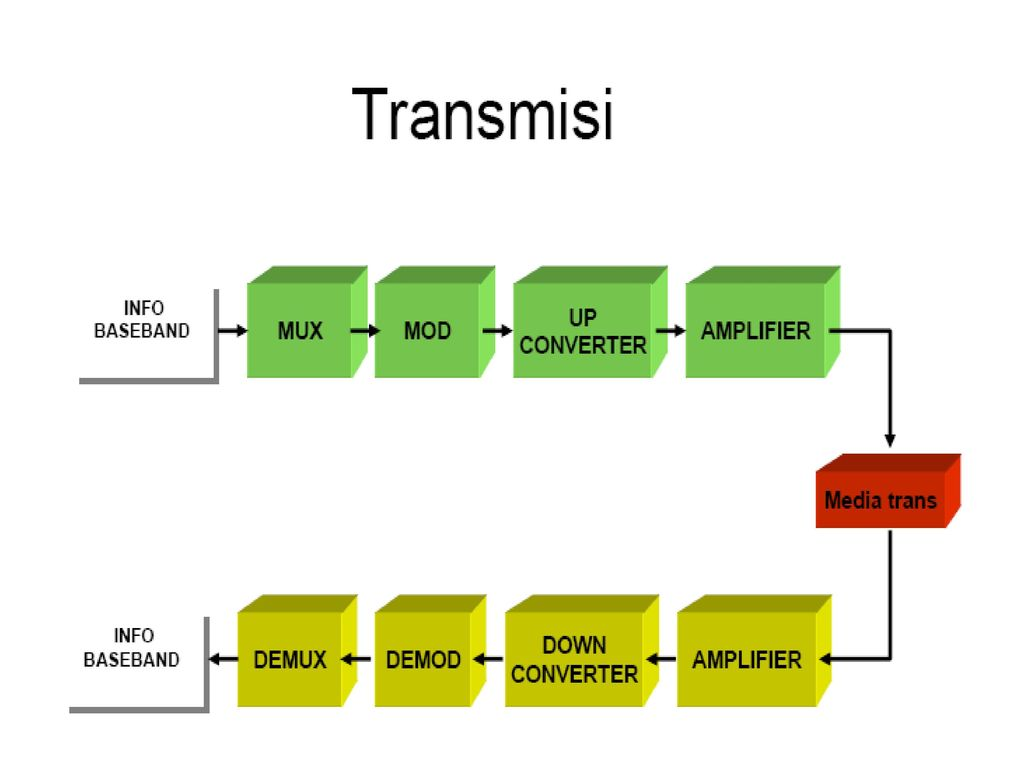 Transmisi
INFO
BASEBAND
MUX
MOD
UP
CONVERTER
AMPLIFIER
Media trans
INFO
BASEBAND
DEMUX
DEMOD
DOWN
CONVERTER
AMPLIFIER